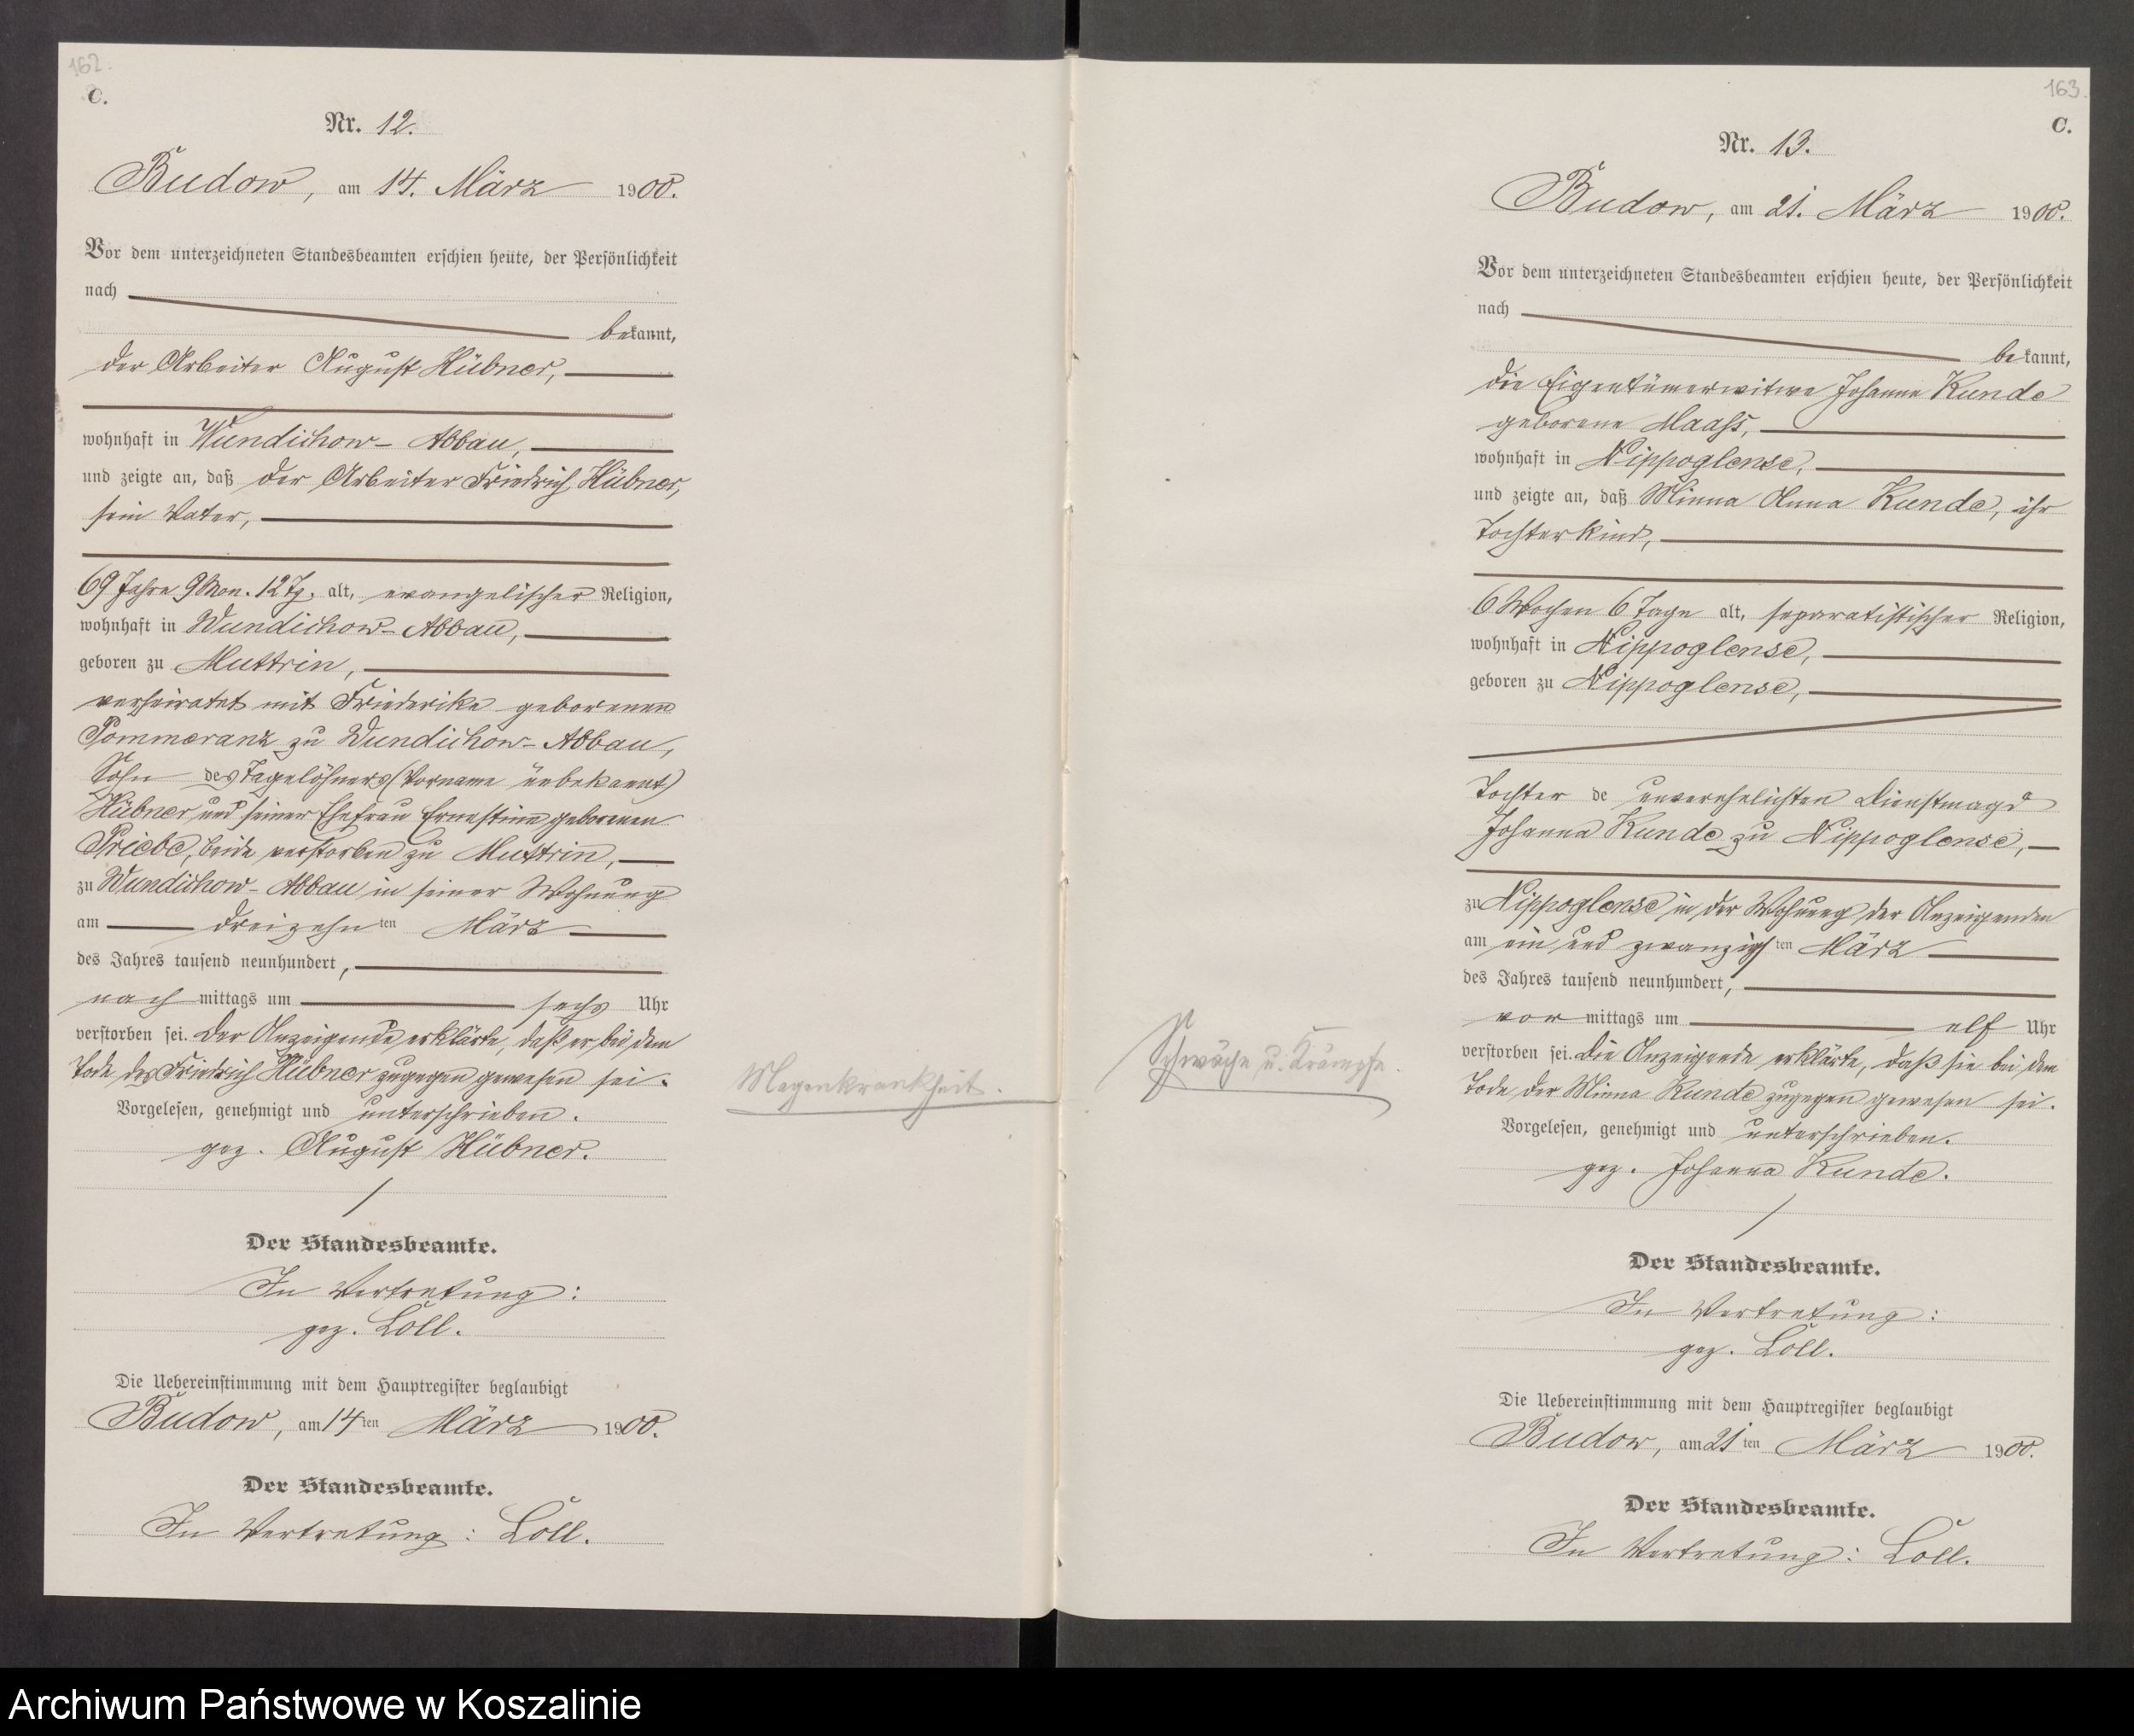 162.
C.
Nr. 12.
Budow, am 14. März 1900.
Vor dem unterzeichneten Standesbeamten erschien heute, der Persönlichkeit
nach
bekannt,
der Arbeiter August Hübner,
wohnhaft in Wundichow-Abbau,
und zeigte an, daß der Arbeiter Friedrich Hübner,
sein Vater,
69 Jahre 9 Mon. 12 Tg. alt, evangelischer Religion,
wohnhaft in Wundichow-Abbau,
geboren zu Muttrin,
verheiratet mit Friederike geborenen
Pommeranz zu Wundichow-Abbau,
Sohn des Tagelöhners (Vorname unbekannt)
Hübner und seiner Ehefrau Ernestine geborenen
Priebe, beide verstorben zu Muttrin,
zu Wundichow-Abbau in seiner Wohnung
am dreizehnten März
des Jahres tausend neunhundert,
nachmittags um sechs Uhr
verstorben sei. Der Anzeigende erklärte, daß er bei dem
Tode des Friedrich Hübner zugegen gewesen sei.
Vorgelesen, genehmigt und unterschrieben.
gez. August Hübner.
Der Standesbeamte.
In Vertretung:
gez. Loll.
Die Uebereinstimmung mit dem Hauptregister beglaubigt
Budow, am 14ten März 1900.
Der Standesbeamte.
In Vertretung: Loll.
Magenkrankheit.
163.
C.
Nr. 13.
Budow, am 21. März 1900.
Vor dem unterzeichneten Standesbeamten erschien heute, der Persönlichkeit
nach
bekannt,
die Eigentümerwitwe Johanne Kunde
geborene Maaß,
wohnhaft in Nippoglense,
und zeigte an, daß Minna Anna Kunde, ihr
Tochterkind,
6 Wochen 6 Tage alt, separatistischer Religion,
wohnhaft in Nippoglense,
geboren zu Nippoglense,
Tochter de unverehelichten Dienstmagd
Johanna Kunde zu Nippoglense,
zu Nippoglense in der Wohnung der Anzeigenden
am ein und zwanzigsten März
des Jahres tausend neunhundert,
vormittags um elf Uhr
verstorben sei. Die Anzeigende erklärte, daß sie bei dem
Tode der Minna Kunde zugegen gewesen sei.
Vorgelesen, genehmigt und unterschrieben.
gez. Johanna Kunde.
Der Standesbeamte.
In Vertretung:
gez. Loll.
Die Uebereinstimmung mit dem Hauptregister beglaubigt
Budow, am 21ten März 1900.
Der Standesbeamte.
In Vertretung: Loll.
Schwäche u. Krämpfe.
Archiwum Państwowe w Koszalinie